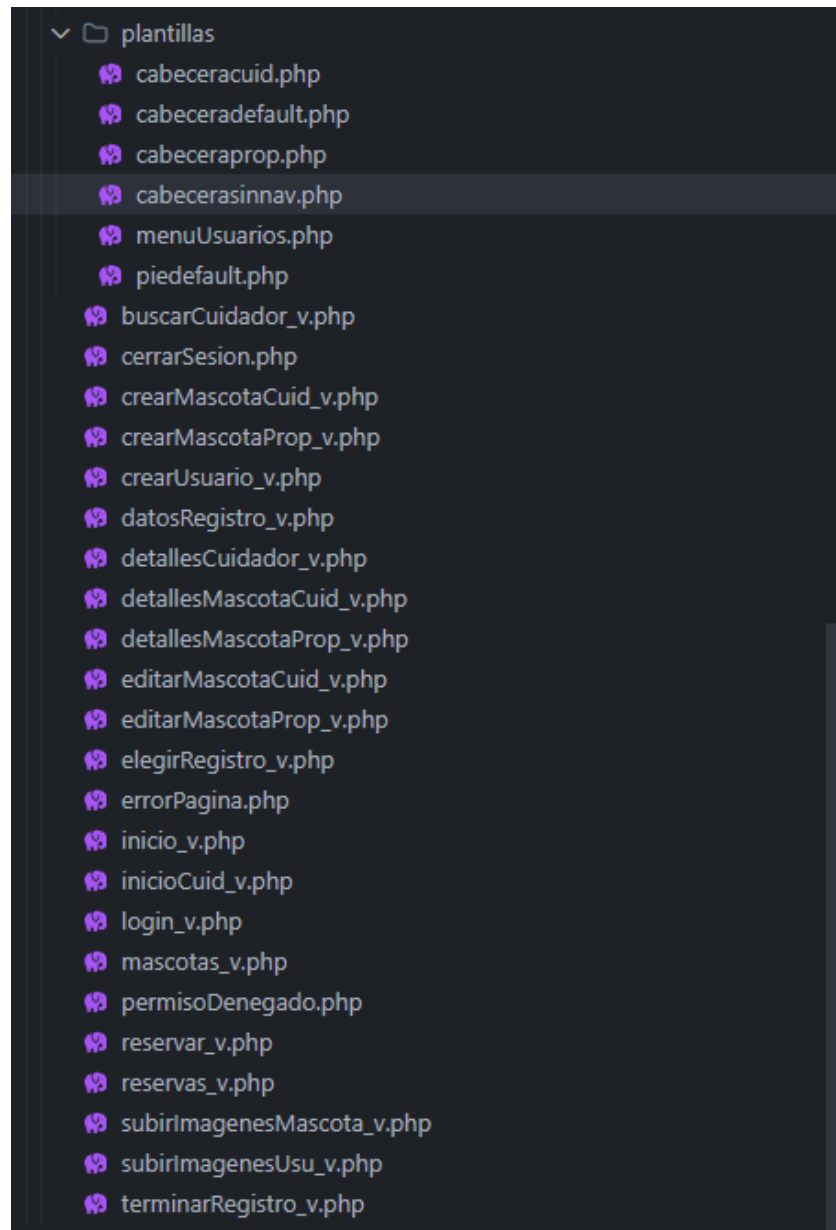 plantillas
cabeceracuid.php
cabeceradefault.php
cabeceraprop.php
cabecerasinnav.php
menuUsuarios.php
piedefault.php
buscarCuidador_v.php
cerrarSesion.php
crearMascotaCuid_v.php
crearMascotaProp_v.php
crearUsuario_v.php
datosRegistro_v.php
detallesCuidador_v.php
detallesMascotaCuid_v.php
detallesMascotaProp_v.php
editarMascotaCuid_v.php
editarMascotaProp_v.php
elegirRegistro_v.php
errorPagina.php
inicio_v.php
inicioCuid_v.php
login_v.php
mascotas_v.php
permisoDenegado.php
reservar_v.php
reservas_v.php
subirImagenesMascota_v.php
subirImagenesUsu_v.php
terminarRegistro_v.php